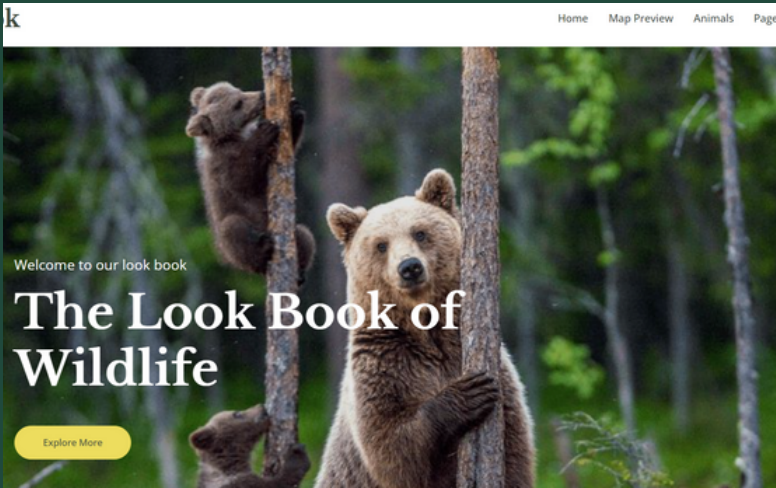 Home Map Preview Animals
Welcome to our look book
The Look Book of
Wildlife
Explore More